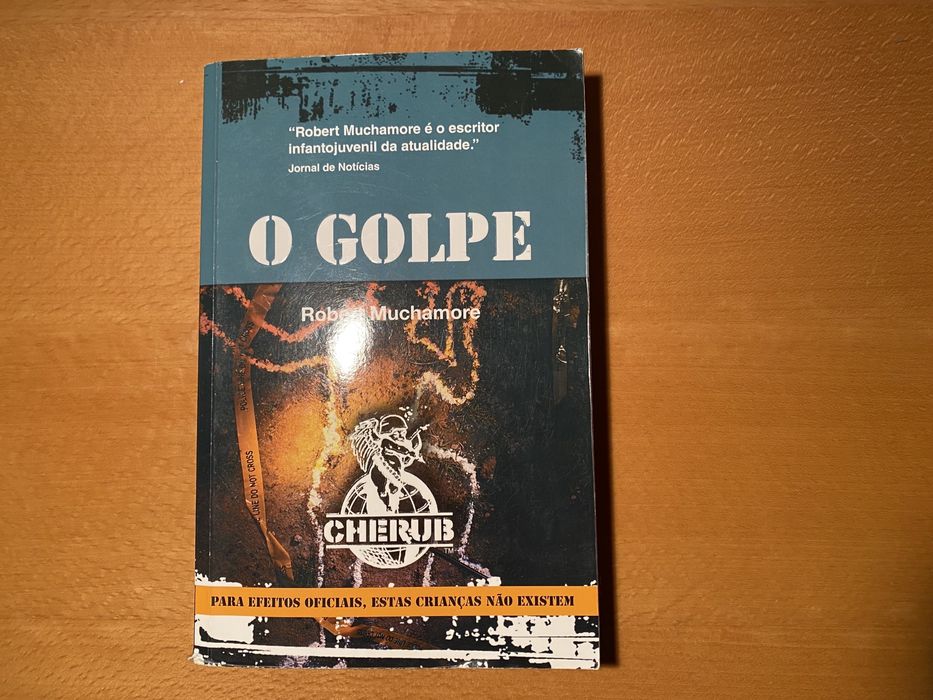 “Robert Muchamore é o escritor
infantojuvenil da atualidade.”
Jornal de Notícias
O GOLPE
Robert Muchamore
LINE DO NOT CROSS
CHERUB
PARA EFEITOS OFICIAIS, ESTAS CRIANÇAS NÃO EXISTEM